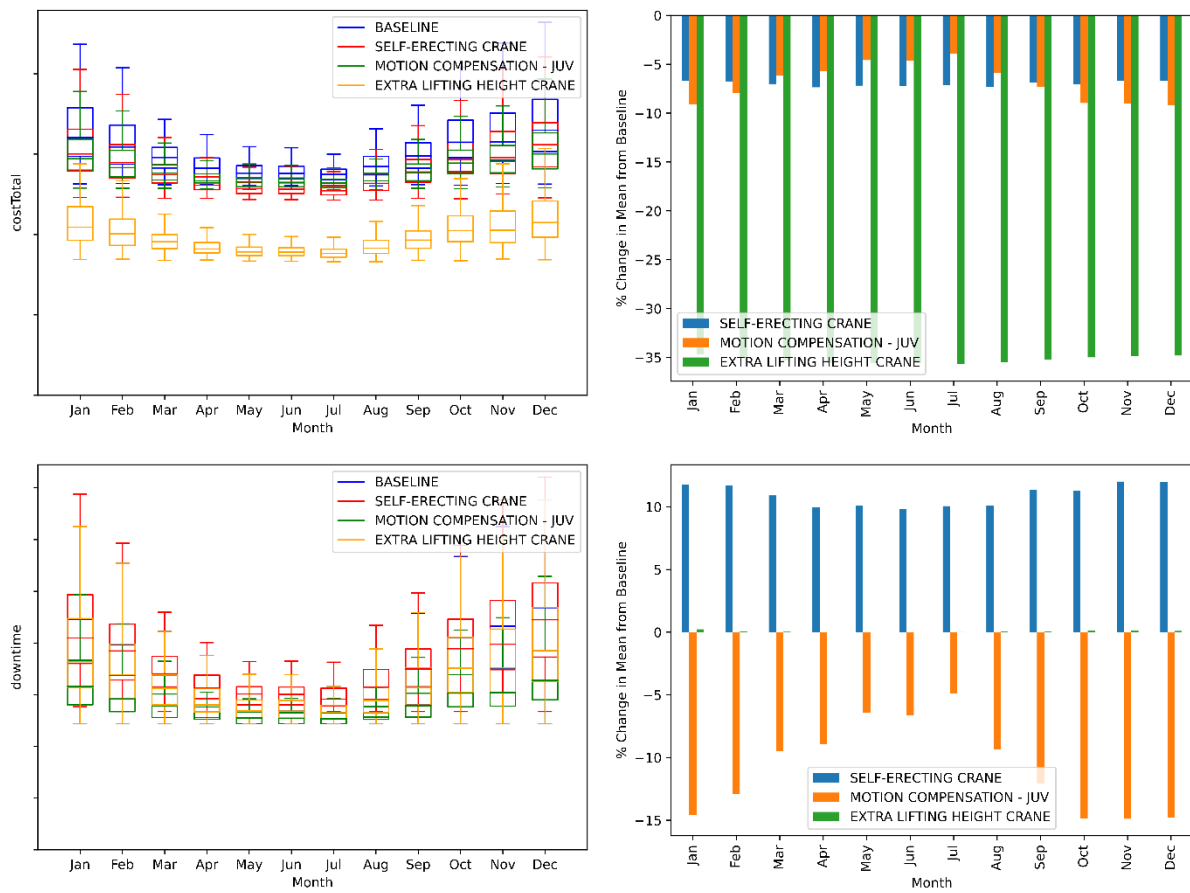 BASELINE
SELF-ERECTING CRANE
MOTION COMPENSATION - JUV
EXTRA LIFTING HEIGHT CRANE
costTotal
Jan Feb Mar Apr May Jun Jul Aug Sep Oct Nov Dec
Month
0
−5
−10
−15
−20
−25
−30
−35
% Change in Mean from Baseline
SELF-ERECTING CRANE
MOTION COMPENSATION - JUV
EXTRA LIFTING HEIGHT CRANE
Jan Feb Mar Apr May Jun Jul Aug Sep Oct Nov Dec
Month
BASELINE
SELF-ERECTING CRANE
MOTION COMPENSATION - JUV
EXTRA LIFTING HEIGHT CRANE
downtime
Jan Feb Mar Apr May Jun Jul Aug Sep Oct Nov Dec
Month
10
5
0
−5
−10
−15
% Change in Mean from Baseline
SELF-ERECTING CRANE
MOTION COMPENSATION - JUV
EXTRA LIFTING HEIGHT CRANE
Jan Feb Mar Apr May Jun Jul Aug Sep Oct Nov Dec
Month